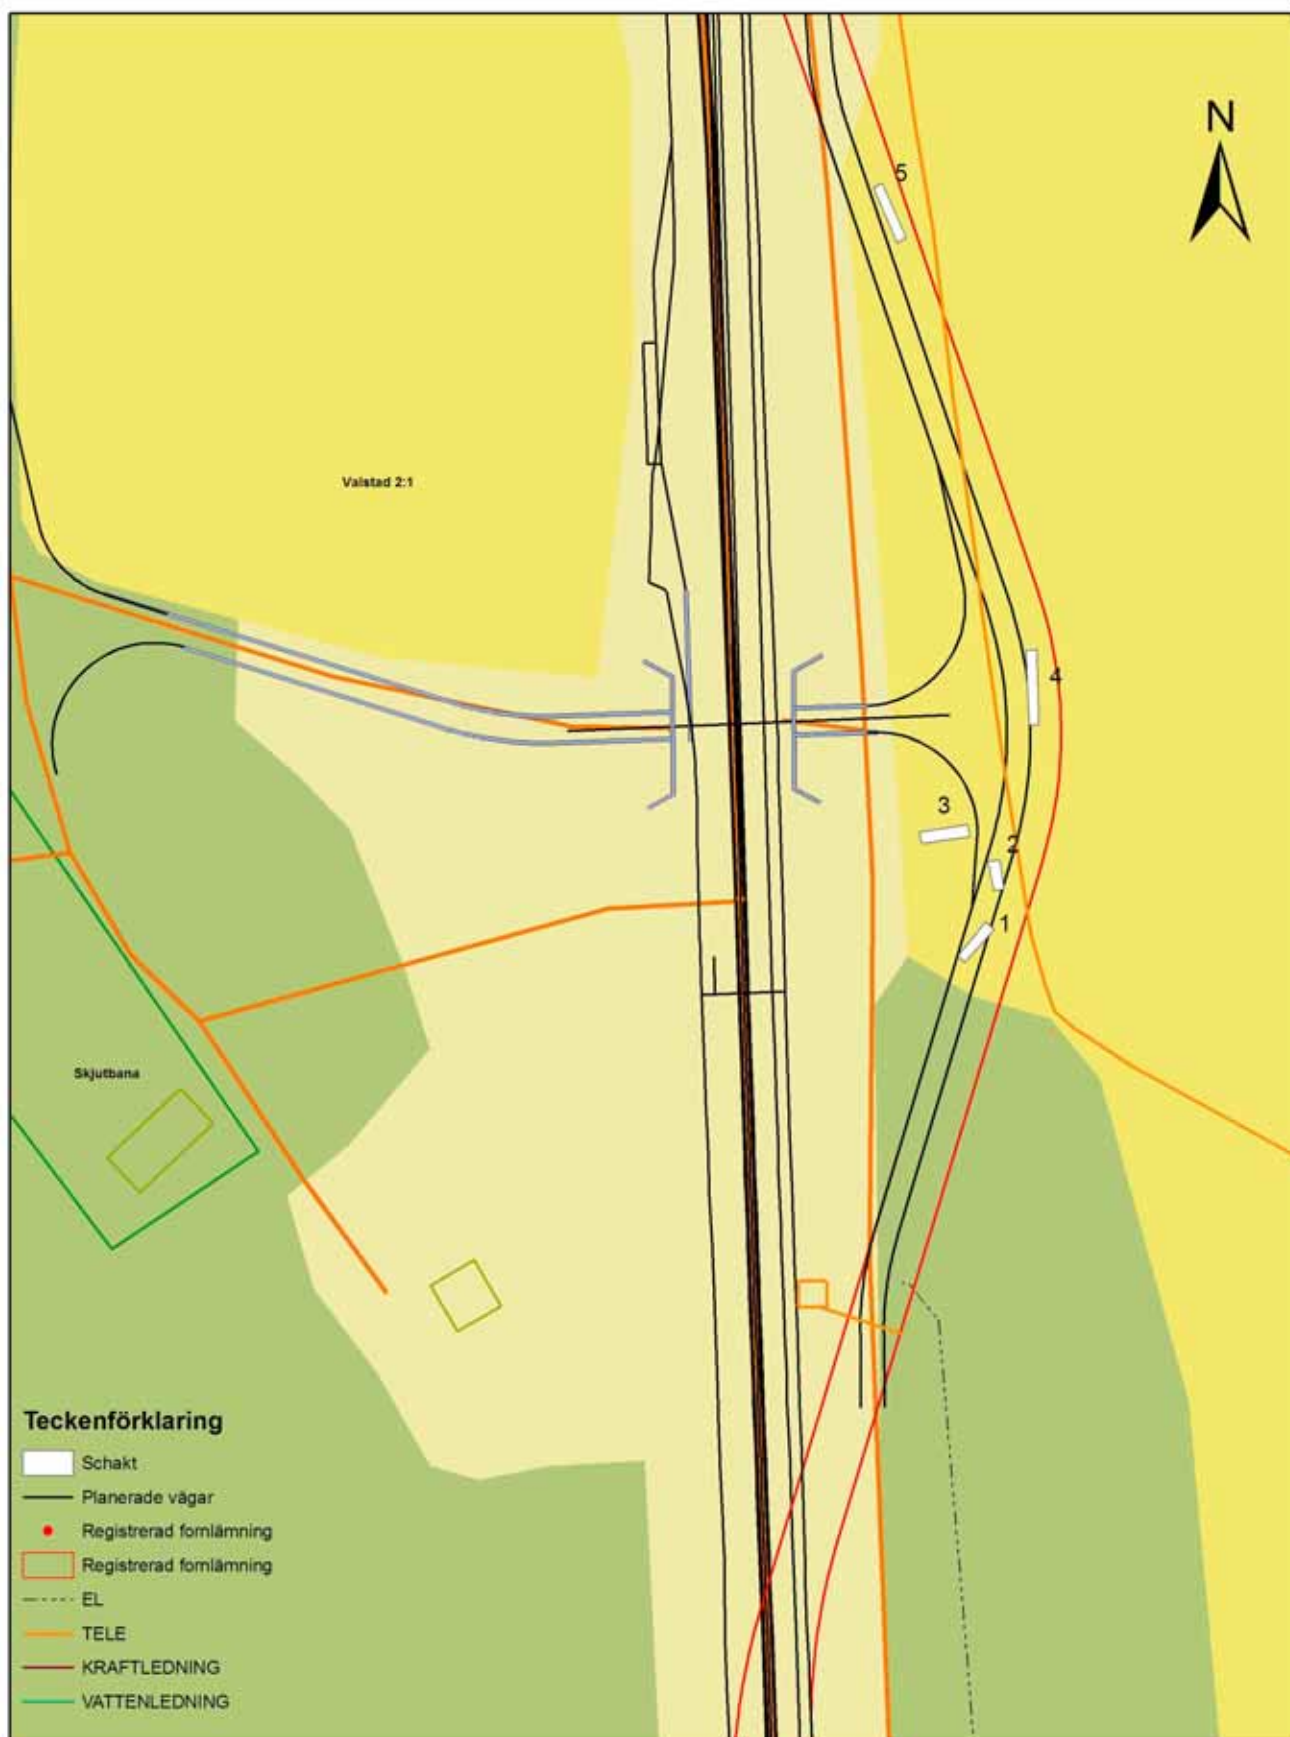 N
5
Valstad 2:1
4
3
2
1
Skjutbana
Teckenförklaring
Schakt
Planerade vägar
Registrerad fornlämning
Registrerad fornlämning
EL
TELE
KRAFTLEDNING
VATTENLEDNING